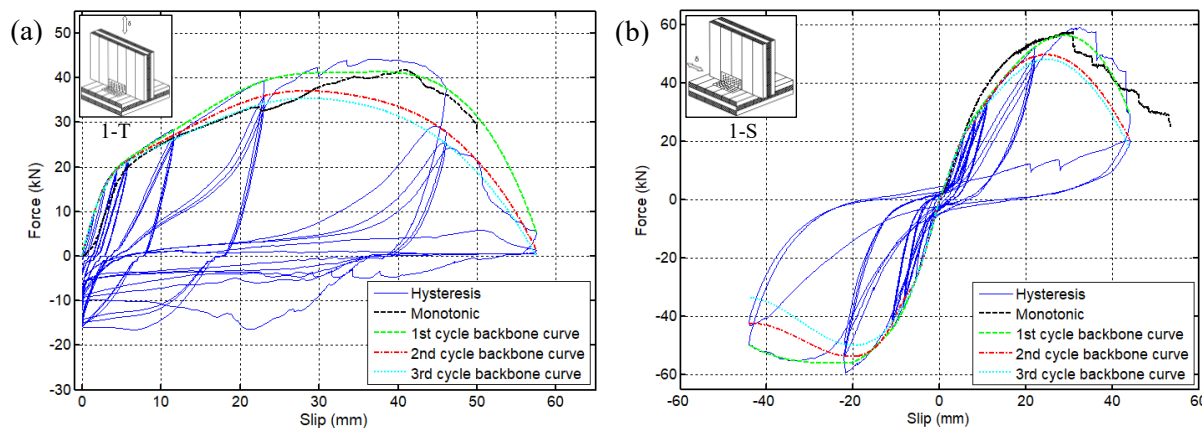 (a)
50
40
30
20
10
0
-10
-20
-30
Force (kN)
δ
1-T
Hysteresis
Monotonic
1st cycle backbone curve
2nd cycle backbone curve
3rd cycle backbone curve
0 10 20 30 40 50 60
Slip (mm)
(b)
60
40
20
0
-20
-40
-60
Force (kN)
δ
1-S
Hysteresis
Monotonic
1st cycle backbone curve
2nd cycle backbone curve
3rd cycle backbone curve
-60 -40 -20 0 20 40 60
Slip (mm)